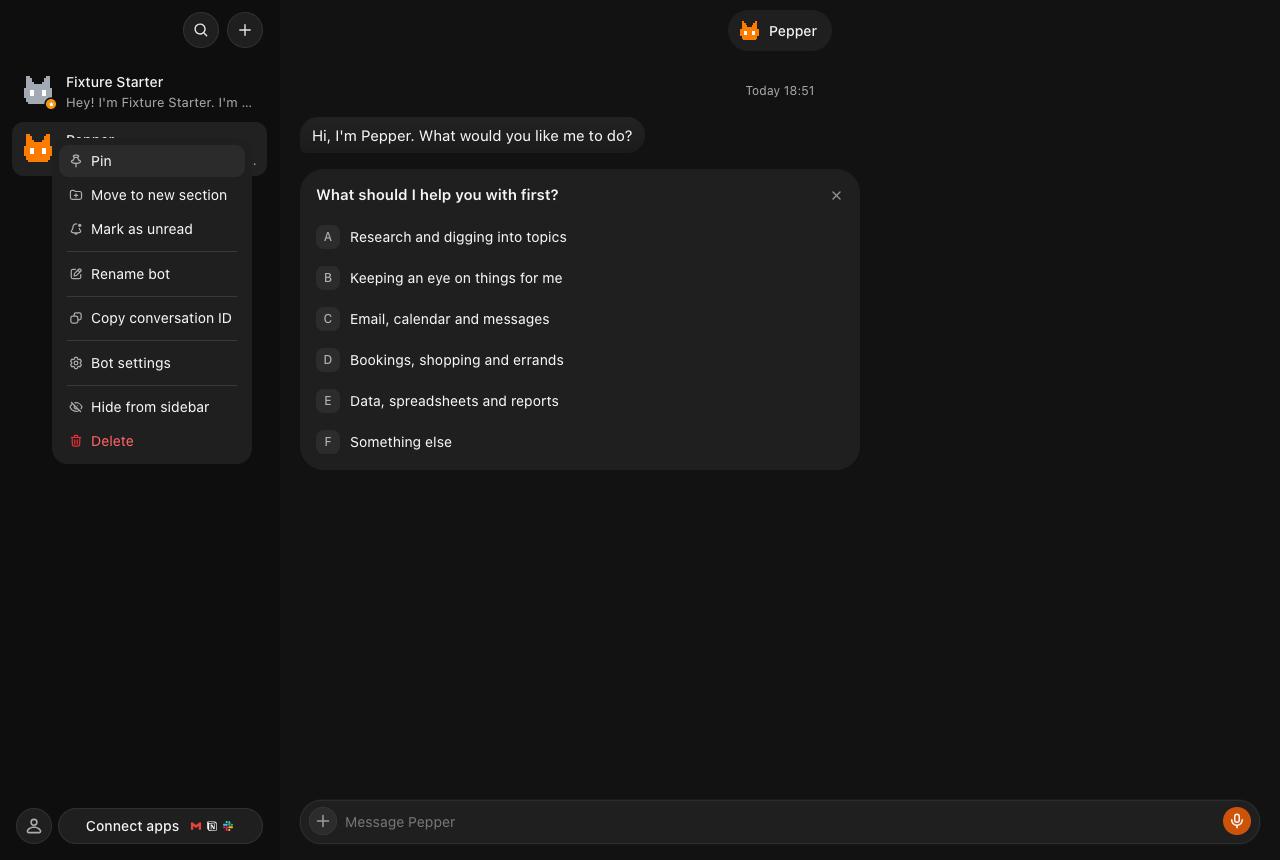 Pepper
Fixture Starter
Hey! I'm Fixture Starter. I'm ...
Pin
Move to new section
Mark as unread
Rename bot
Copy conversation ID
Bot settings
Hide from sidebar
Delete
Connect apps
Today 18:51
Hi, I'm Pepper. What would you like me to do?
What should I help you with first?
A Research and digging into topics
B Keeping an eye on things for me
C Email, calendar and messages
D Bookings, shopping and errands
E Data, spreadsheets and reports
F Something else
Message Pepper